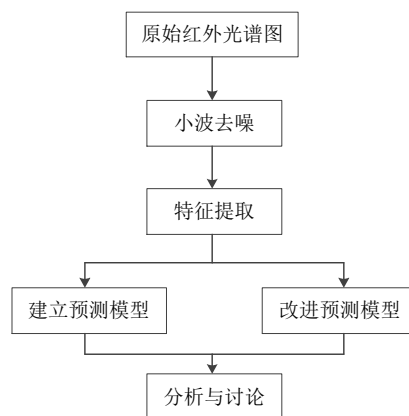 原始红外光谱图
小波去噪
特征提取
建立预测模型
改进预测模型
分析与讨论